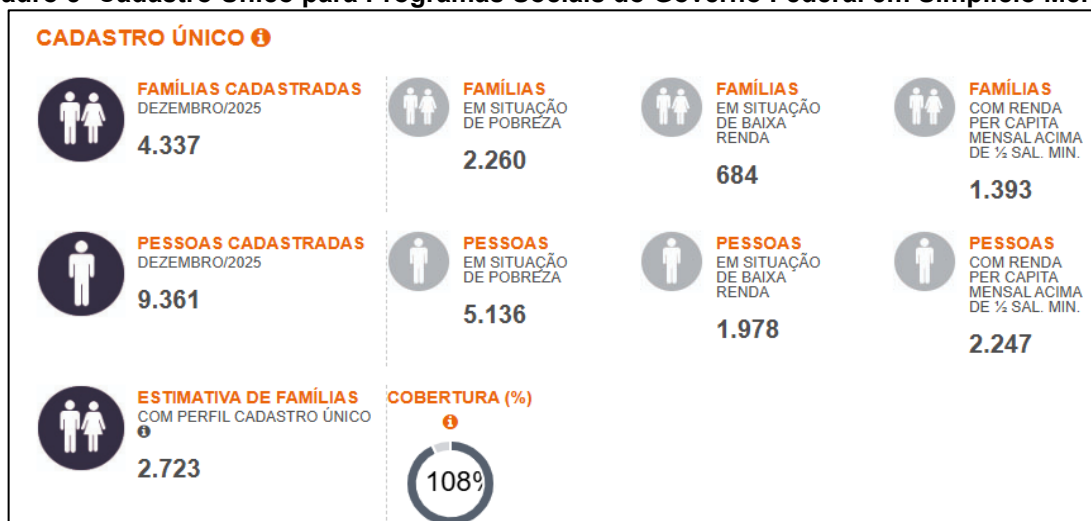 CADASTRO ÚNICO
FAMÍLIAS CADASTRADAS
DEZEMBRO/2025
4.337
FAMÍLIAS
EM SITUAÇÃO
DE POBREZA
2.260
FAMÍLIAS
EM SITUAÇÃO
DE BAIXA
RENDA
684
FAMÍLIAS
COM RENDA
PER CAPITA
MENSAL ACIMA
DE ½ SAL. MIN.
1.393
PESSOAS CADASTRADAS
DEZEMBRO/2025
9.361
PESSOAS
EM SITUAÇÃO
DE POBREZA
5.136
PESSOAS
EM SITUAÇÃO
DE BAIXA
RENDA
1.978
PESSOAS
COM RENDA
PER CAPITA
MENSAL ACIMA
DE ½ SAL. MIN.
2.247
ESTIMATIVA DE FAMÍLIAS
COM PERFIL CADASTRO ÚNICO
2.723
COBERTURA (%)
108%